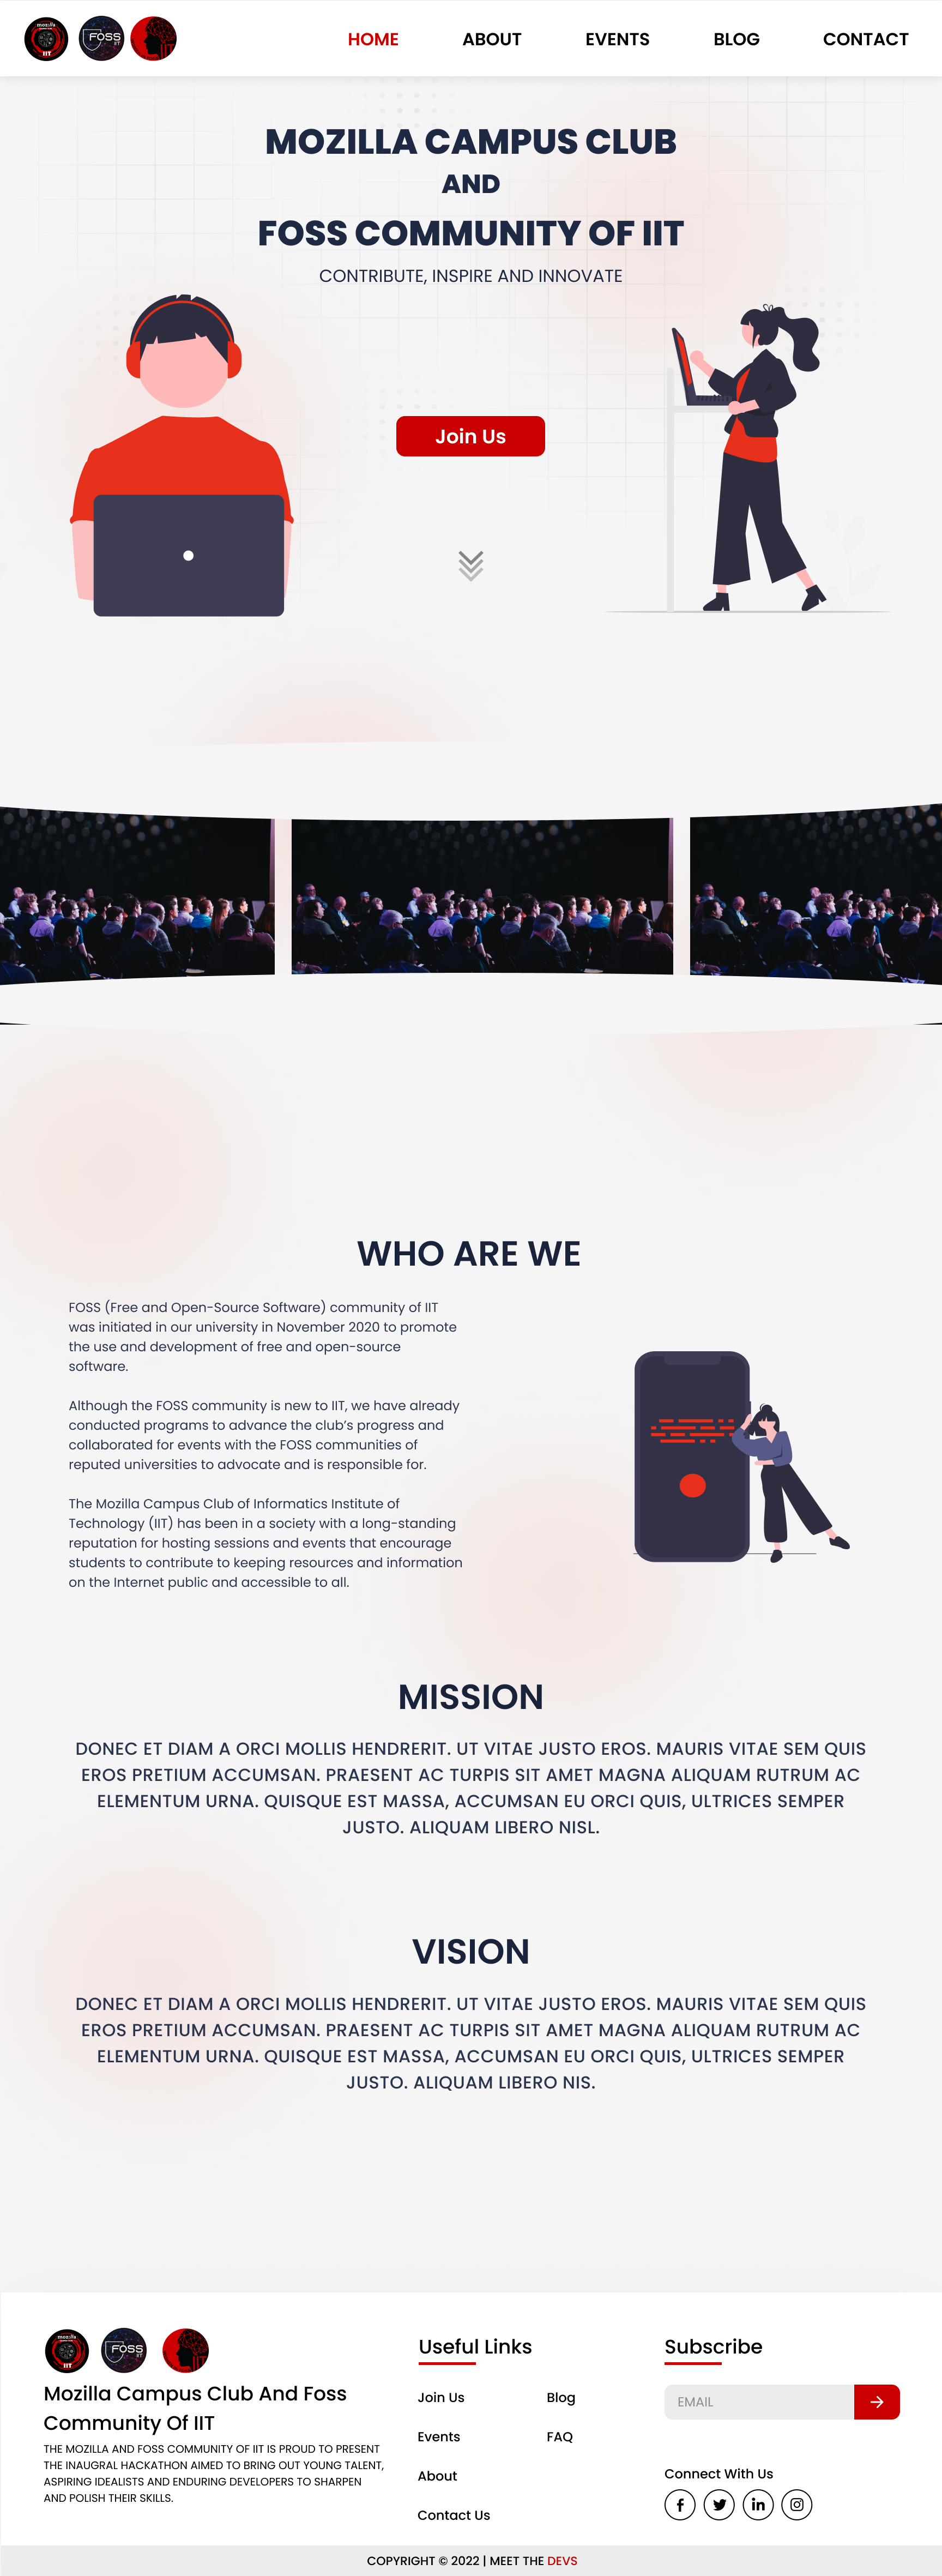 mozilla
IIT
FOSS
IIT
HOME ABOUT EVENTS BLOG CONTACT
MOZILLA CAMPUS CLUB
AND
FOSS COMMUNITY OF IIT
CONTRIBUTE, INSPIRE AND INNOVATE
Join Us
WHO ARE WE
FOSS (Free and Open-Source Software) community of IIT
was initiated in our university in November 2020 to promote
the use and development of free and open-source
software.
Although the FOSS community is new to IIT, we have already
conducted programs to advance the club's progress and
collaborated for events with the FOSS communities of
reputed universities to advocate and is responsible for.
The Mozilla Campus Club of Informatics Institute of
Technology (IIT) has been in a society with a long-standing
reputation for hosting sessions and events that encourage
students to contribute to keeping resources and information
on the Internet public and accessible to all.
MISSION
DONEC ET DIAM A ORCI MOLLIS HENDRERIT. UT VITAE JUSTO EROS. MAURIS VITAE SEM QUIS
EROS PRETIUM ACCUMSAN. PRAESENT AC TURPIS SIT AMET MAGNA ALIQUAM RUTRUM AC
ELEMENTUM URNA. QUISQUE EST MASSA, ACCUMSAN EU ORCI QUIS, ULTRICES SEMPER
JUSTO. ALIQUAM LIBERO NISL.
VISION
DONEC ET DIAM A ORCI MOLLIS HENDRERIT. UT VITAE JUSTO EROS. MAURIS VITAE SEM QUIS
EROS PRETIUM ACCUMSAN. PRAESENT AC TURPIS SIT AMET MAGNA ALIQUAM RUTRUM AC
ELEMENTUM URNA. QUISQUE EST MASSA, ACCUMSAN EU ORCI QUIS, ULTRICES SEMPER
JUSTO. ALIQUAM LIBERO NIS.
mozilla
IIT
FOSS
IIT
Mozilla Campus Club And Foss
Community Of IIT
THE MOZILLA AND FOSS COMMUNITY OF IIT IS PROUD TO PRESENT
THE INAUGRAL HACKATHON AIMED TO BRING OUT YOUNG TALENT,
ASPIRING IDEALISTS AND ENDURING DEVELOPERS TO SHARPEN
AND POLISH THEIR SKILLS.
Useful Links
Join Us
Blog
Events
FAQ
About
Contact Us
Subscribe
EMAIL
Connect With Us
COPYRIGHT © 2022 | MEET THE DEVS